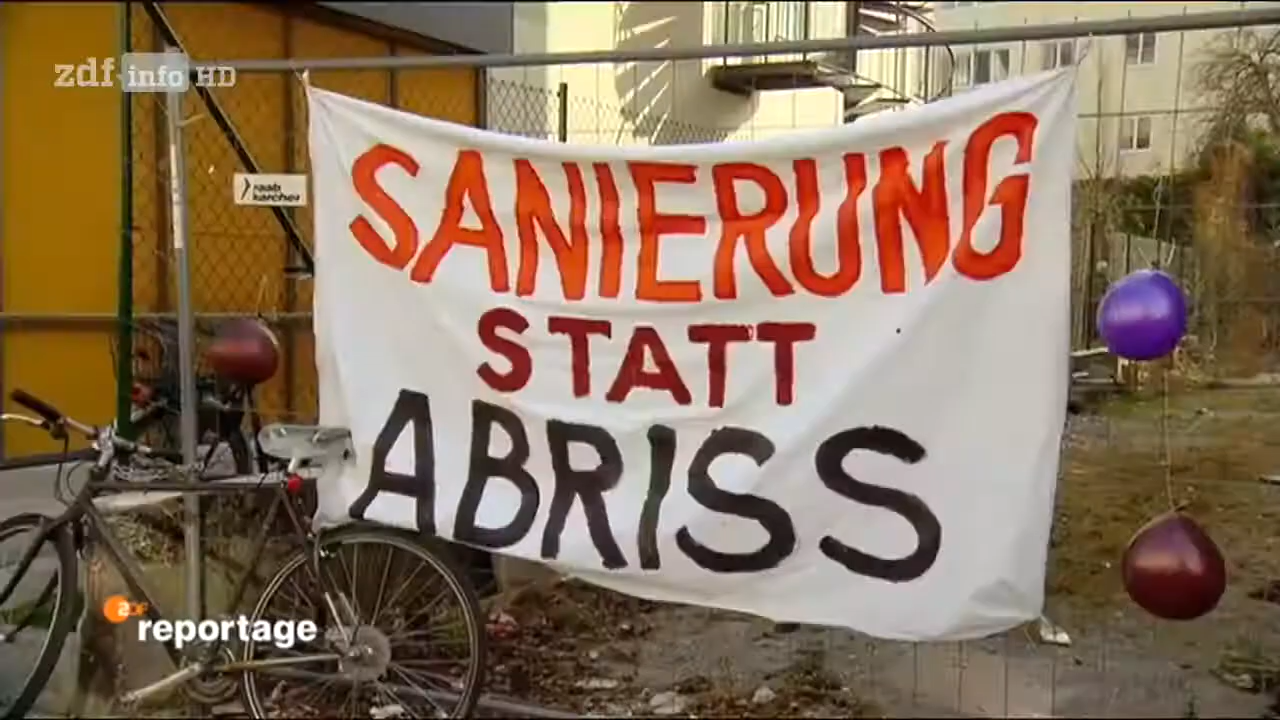 zdf info HD
raab
karcher
SANIERUNG
STATT
ABRISS
ZDF
reportage